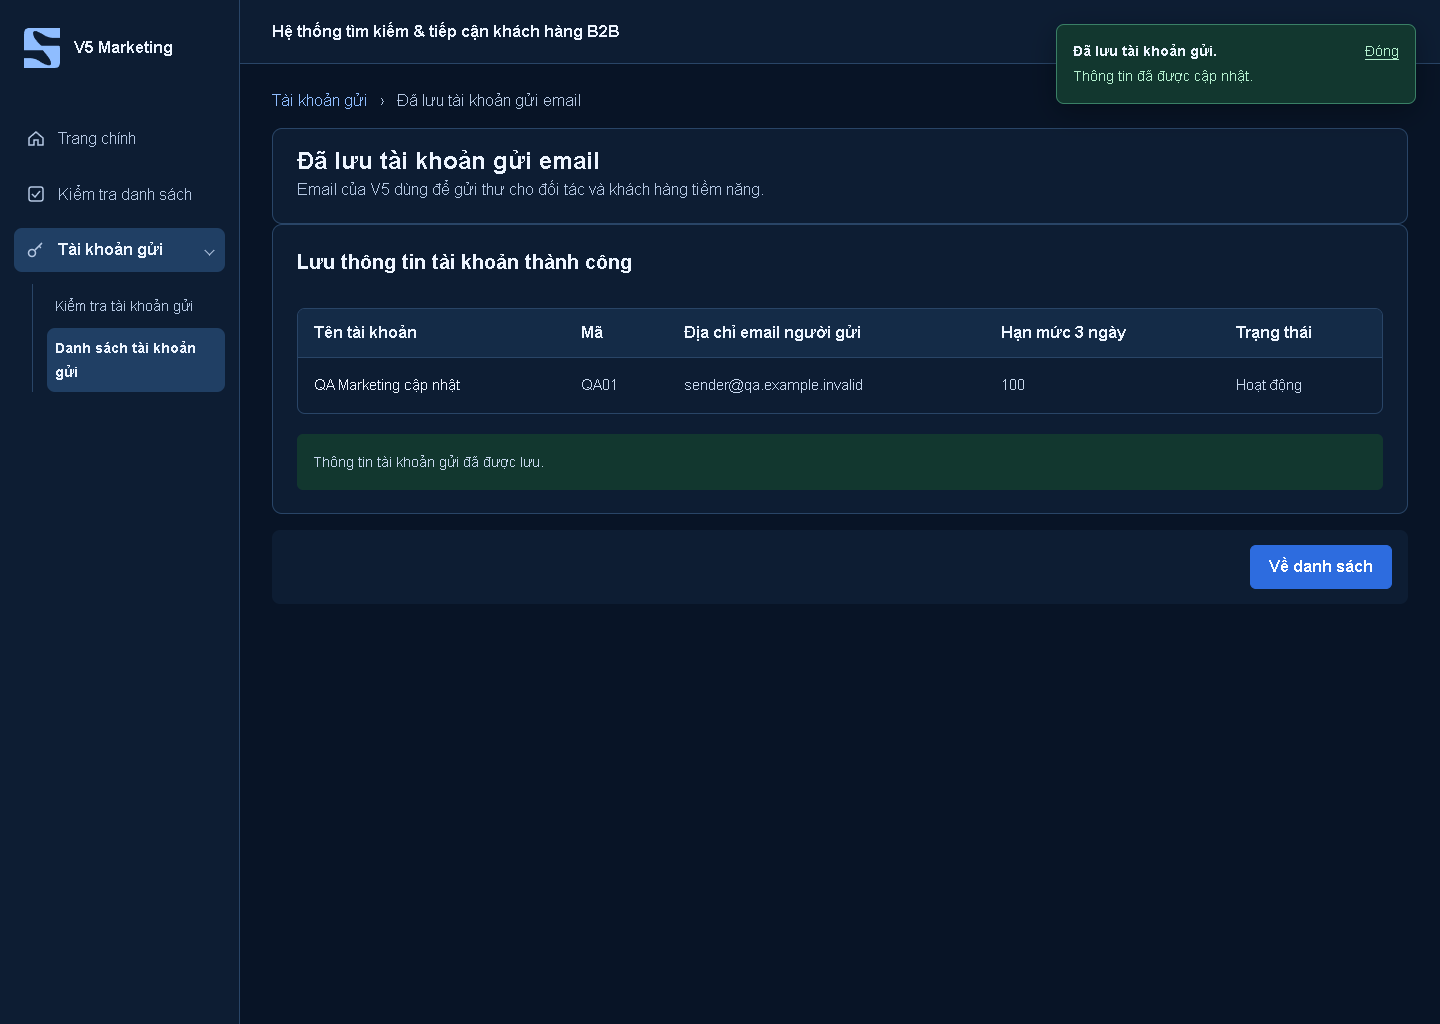 V5 Marketing
Trang chính
Kiểm tra danh sách
Tài khoản gửi
Kiểm tra tài khoản gửi
Danh sách tài khoản
gửi
Hệ thống tìm kiếm & tiếp cận khách hàng B2B
Đã lưu tài khoản gửi.
Đóng
Thông tin đã được cập nhật.
Tài khoản gửi › Đã lưu tài khoản gửi email
Đã lưu tài khoản gửi email
Email của V5 dùng để gửi thư cho đối tác và khách hàng tiềm năng.
Lưu thông tin tài khoản thành công
Tên tài khoản Mã Địa chỉ email người gửi Hạn mức 3 ngày Trạng thái
QA Marketing cập nhật QA01 sender@qa.example.invalid 100 Hoạt động
Thông tin tài khoản gửi đã được lưu.
Về danh sách